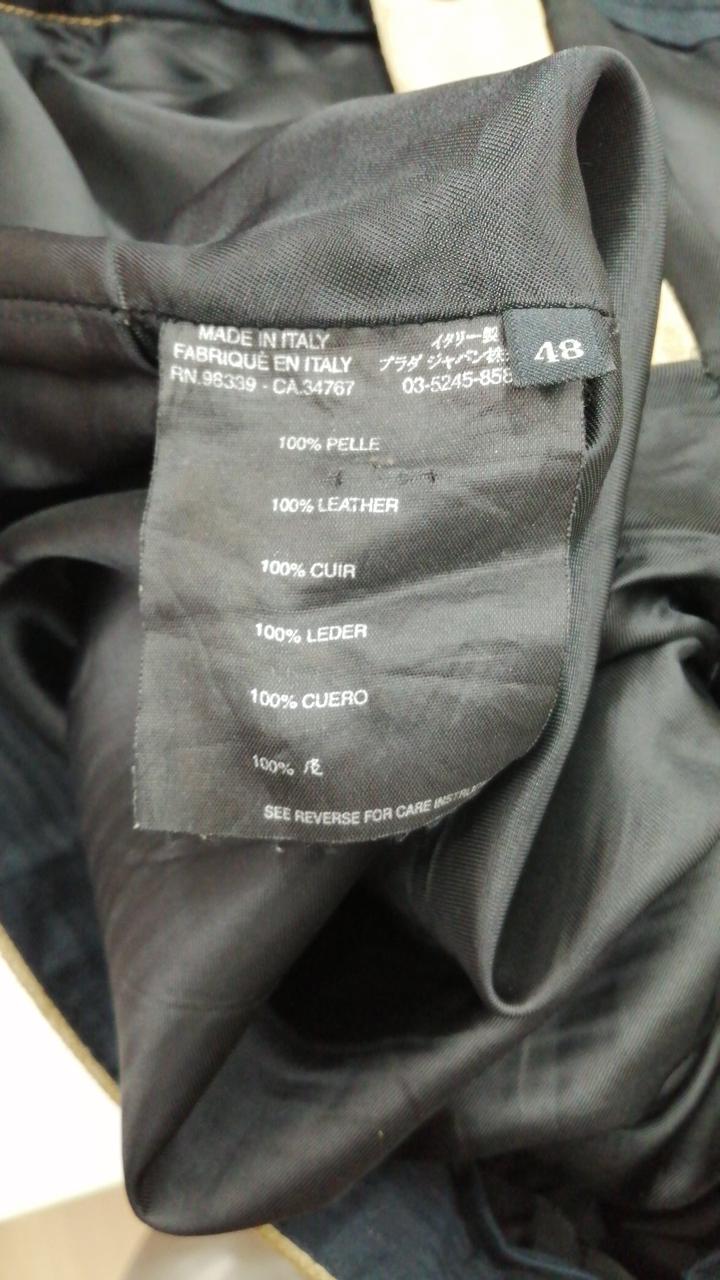 MADE IN ITALY
FABRIQUÉ EN ITALY
RN.98339 - CA.34767
イタリー製
プラダ ジャパン株
03-5245-858
48
100% PELLE
100% LEATHER
100% CUIR
100% LEDER
100% CUERO
100% 皮
SEE REVERSE FOR CARE